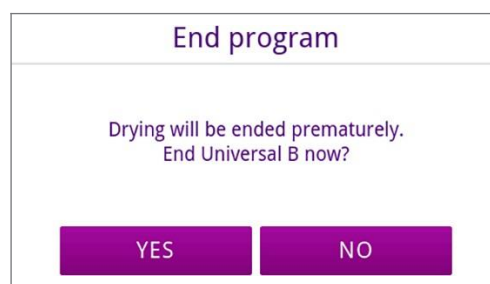 End program
Drying will be ended prematurely.
End Universal B now?
YES
NO